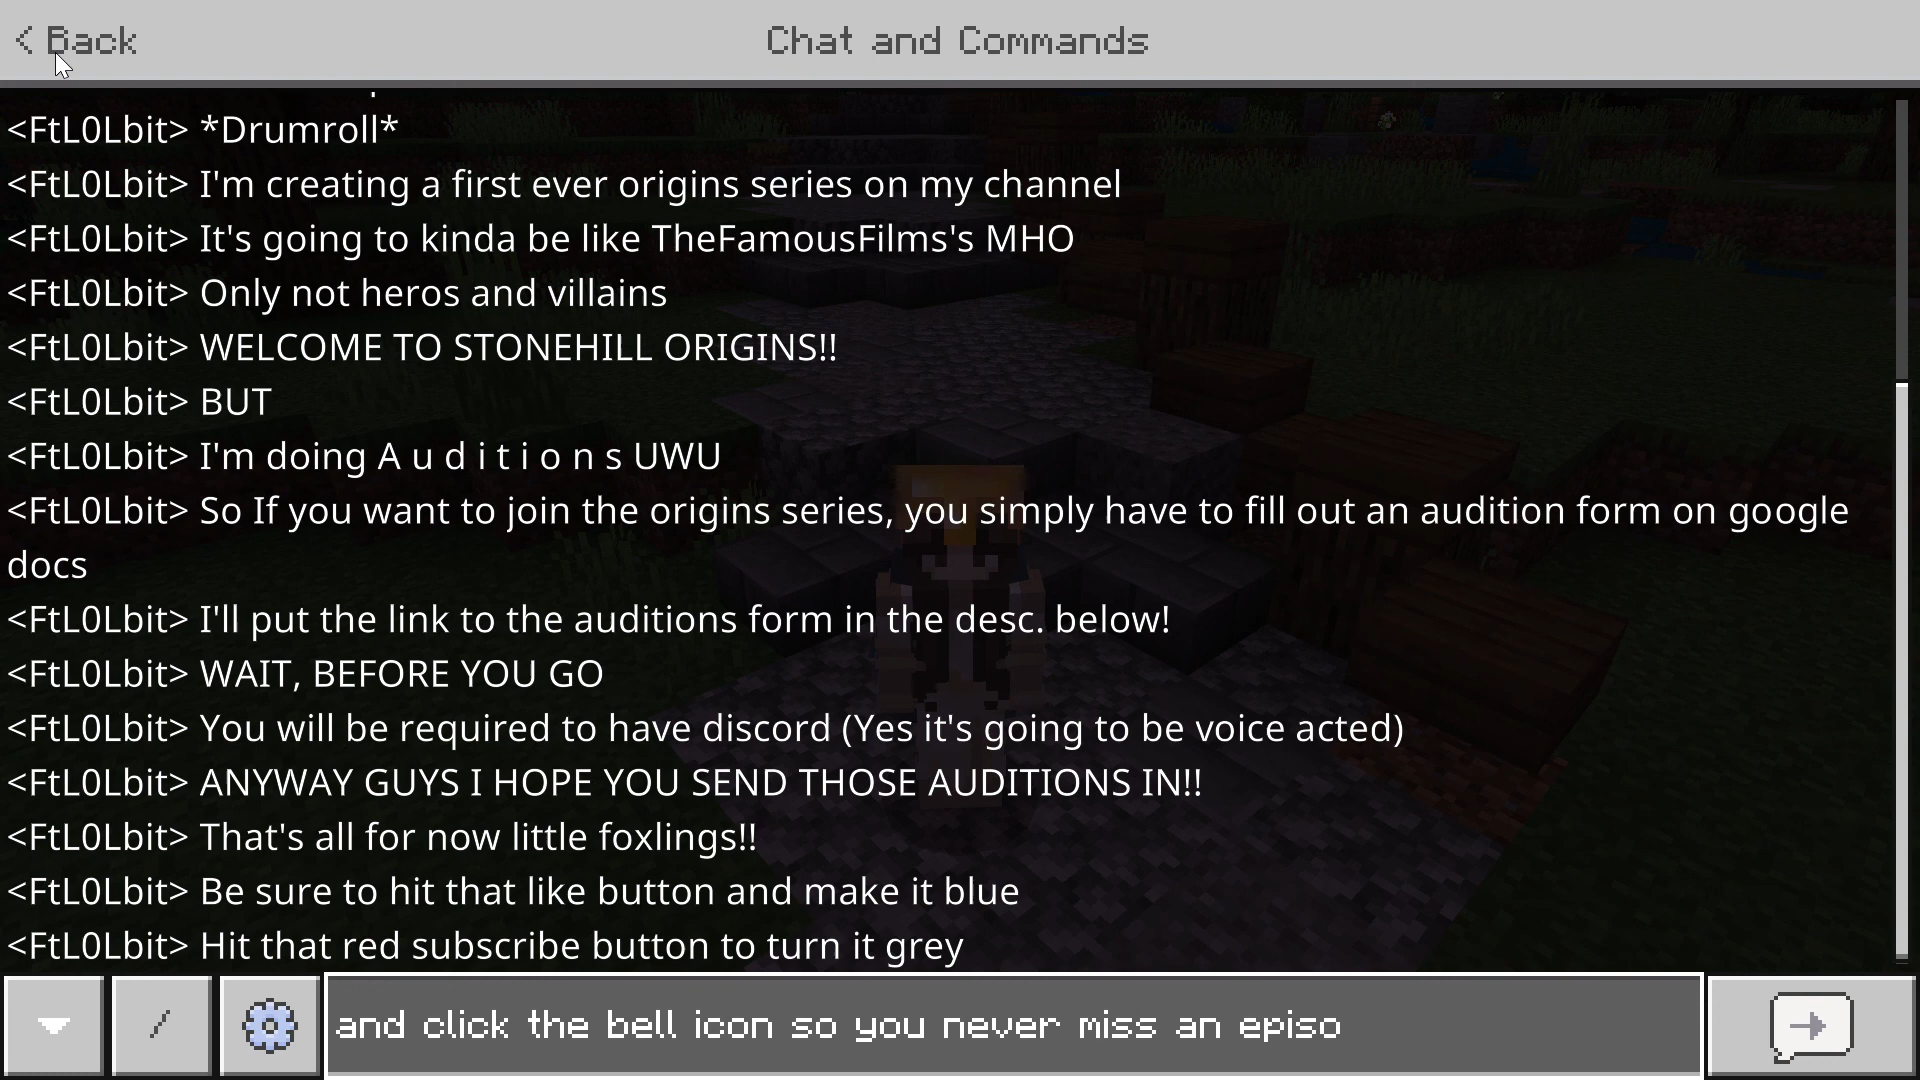 < Back
Chat and Commands
<FtL0Lbit> *Drumroll*
<FtL0Lbit> I'm creating a first ever origins series on my channel
<FtL0Lbit> It's going to kinda be like TheFamousFilms's MHO
<FtL0Lbit> Only not heros and villains
<FtL0Lbit> WELCOME TO STONEHILL ORIGINS!!
<FtL0Lbit> BUT
<FtL0Lbit> I'm doing A u d i t i o n s UWU
<FtL0Lbit> So If you want to join the origins series, you simply have to fill out an audition form on google
docs
<FtL0Lbit> I'll put the link to the auditions form in the desc. below!
<FtL0Lbit> WAIT, BEFORE YOU GO
<FtL0Lbit> You will be required to have discord (Yes it's going to be voice acted)
<FtL0Lbit> ANYWAY GUYS I HOPE YOU SEND THOSE AUDITIONS IN!!
<FtL0Lbit> That's all for now little foxlings!!
<FtL0Lbit> Be sure to hit that like button and make it blue
<FtL0Lbit> Hit that red subscribe button to turn it grey
/
and click the bell icon so you never miss an episo